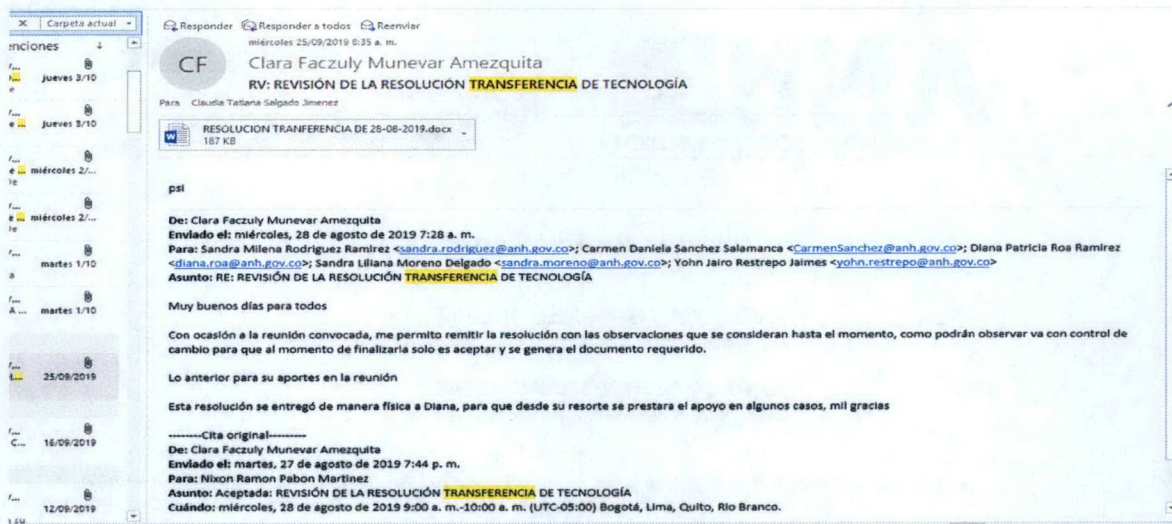 Carpeta actual
Responder Responder a todos Reenviar
miércoles 25/09/2019 8:35 a. m.
CF
Clara Faczuly Munevar Amezquita
RV: REVISIÓN DE LA RESOLUCIÓN TRANSFERENCIA DE TECNOLOGÍA
Para Claudia Tatiana Salgado Jimenez
RESOLUCION TRANFERENCIA DE 28-08-2019.docx
187 KB
enciones
jueves 3/10
jueves 3/10
miércoles 2/...
miércoles 2/...
martes 1/10
martes 1/10
25/09/2019
16/09/2019
12/09/2019
psi
De: Clara Faczuly Munevar Amezquita
Enviado el: miércoles, 28 de agosto de 2019 7:28 a. m.
Para: Sandra Milena Rodriguez Ramirez <sandra.rodriguez@anh.gov.co>; Carmen Daniela Sanchez Salamanca <CarmenSanchez@anh.gov.co>; Diana Patricia Roa Ramirez
<diana.roa@anh.gov.co>; Sandra Liliana Moreno Delgado <sandra.moreno@anh.gov.co>; Yohn Jairo Restrepo Jaimes <yohn.restrepo@anh.gov.co>
Asunto: RE: REVISIÓN DE LA RESOLUCIÓN TRANSFERENCIA DE TECNOLOGÍA
Muy buenos días para todos
Con ocasión a la reunión convocada, me permito remitir la resolución con las observaciones que se consideran hasta el momento, como podrán observar va con control de
cambio para que al momento de finalizarla solo es aceptar y se genera el documento requerido.
Lo anterior para su aportes en la reunión
Esta resolución se entregó de manera física a Diana, para que desde su resorte se prestara el apoyo en algunos casos, mil gracias
--------Cita original---------
De: Clara Faczuly Munevar Amezquita
Enviado el: martes, 27 de agosto de 2019 7:44 p. m.
Para: Nixon Ramon Pabon Martinez
Asunto: Aceptada: REVISIÓN DE LA RESOLUCIÓN TRANSFERENCIA DE TECNOLOGÍA
Cuándo: miércoles, 28 de agosto de 2019 9:00 a. m.-10:00 a. m. (UTC-05:00) Bogotá, Lima, Quito, Rio Branco.